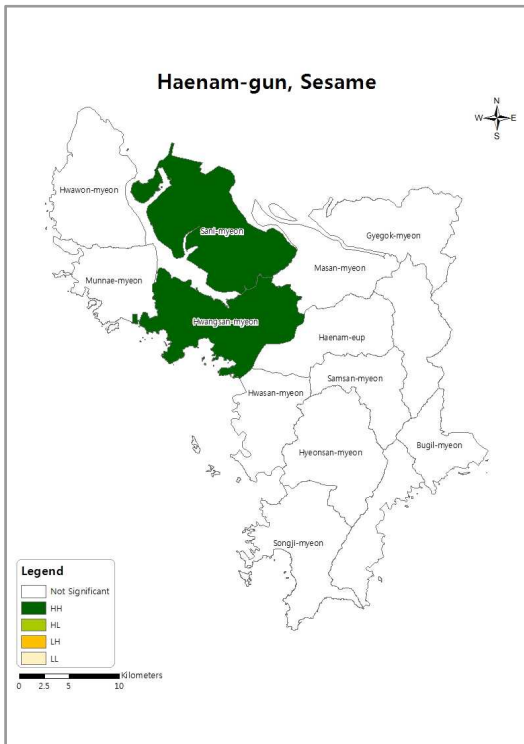 Haenam-gun, Sesame
N
W E
S
Hwawon-myeon
Sani-myeon
Gyegok-myeon
Masan-myeon
Munnae-myeon
Hwangsan-myeon
Haenam-eup
Samsan-myeon
Hwasan-myeon
Bugil-myeon
Hyeonsan-myeon
Songji-myeon
Legend
Not Significant
HH
HL
LH
LL
Kilometers
0 2.5 5 10